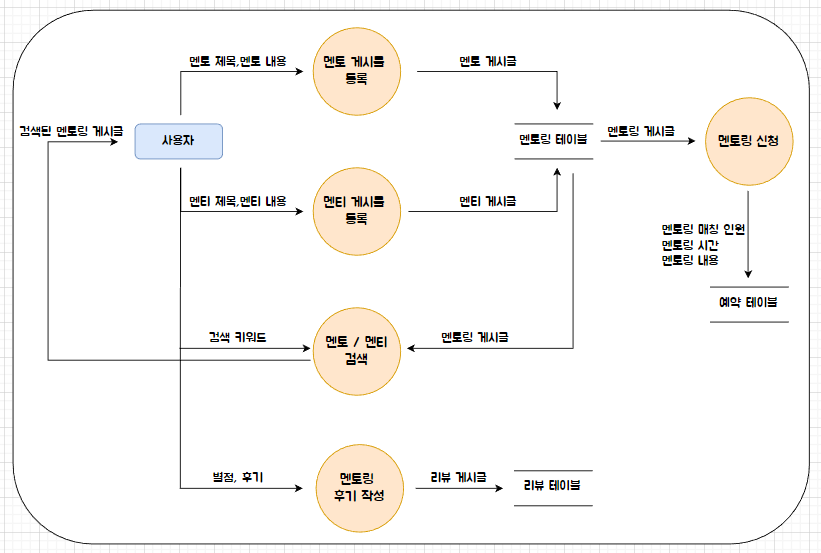 멘토 제목,멘토 내용
멘토 게시물
등록
멘토 게시글
검색된 멘토링 게시글
사용자
멘토링 테이블
멘토링 게시글
멘토링 신청
멘티 제목,멘티 내용
멘티 게시물
등록
멘티 게시글
멘토링 매칭 인원
멘토링 시간
멘토링 내용
예약 테이블
검색 키워드
멘토 / 멘티
검색
멘토링 게시글
별점, 후기
멘토링
후기 작성
리뷰 게시글
리뷰 테이블